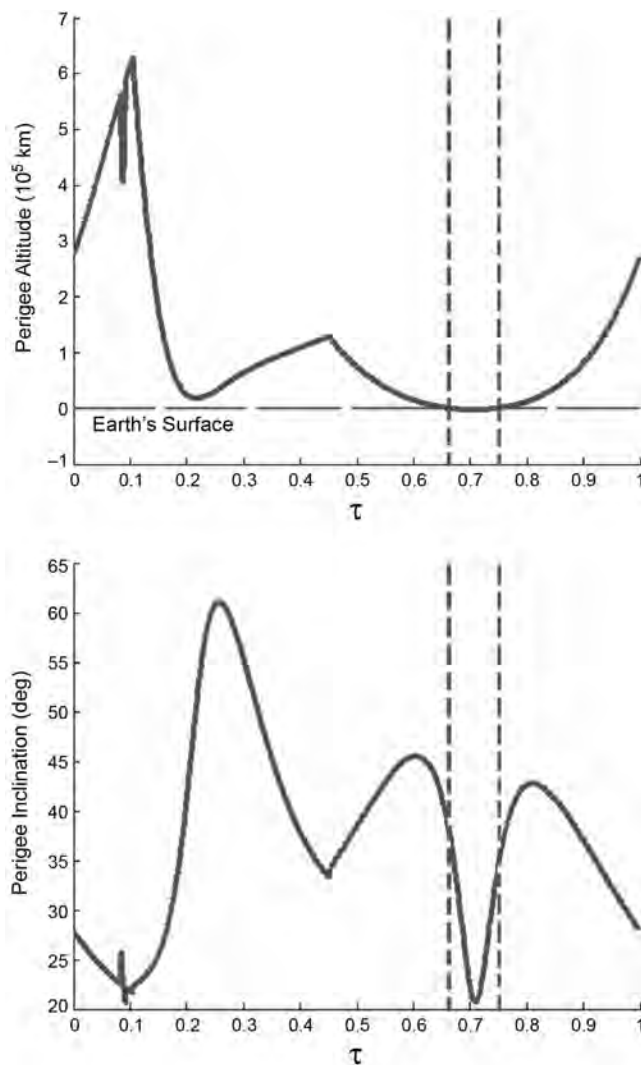 Perigee Altitude (10⁵ km)
7
6
5
4
3
2
1
0
–1
Earth's Surface
0 0.1 0.2 0.3 0.4 0.5 0.6 0.7 0.8 0.9 1
τ
Perigee Inclination (deg)
65
60
55
50
45
40
35
30
25
20
0 0.1 0.2 0.3 0.4 0.5 0.6 0.7 0.8 0.9 1
τ